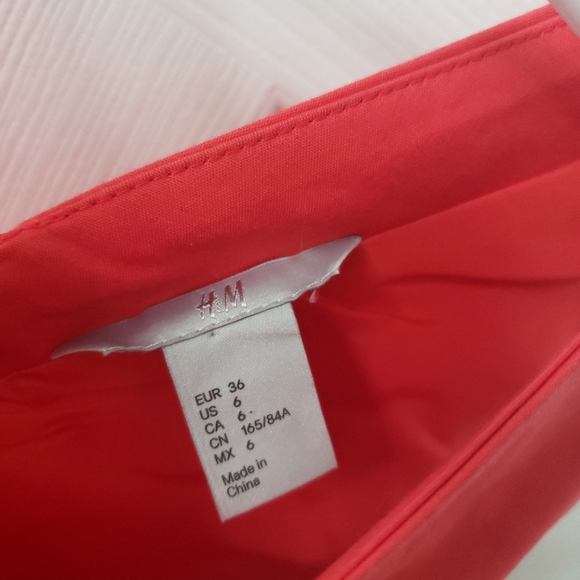 H&M
EUR 36
US 6
CA 6
CN 165/84A
MX 6
Made in
China